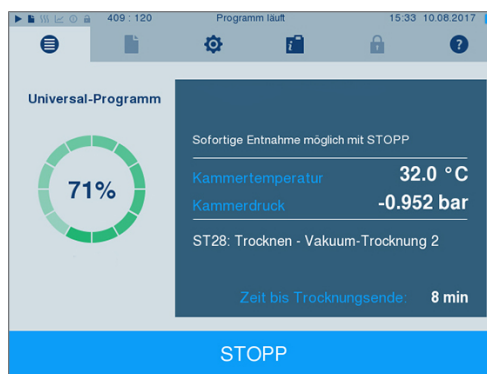 409 : 120 Programm läuft 15:33 10.08.2017
Universal-Programm
71%
Sofortige Entnahme möglich mit STOPP
Kammertemperatur 32.0 °C
Kammerdruck -0.952 bar
ST28: Trocknen - Vakuum-Trocknung 2
Zeit bis Trocknungsende: 8 min
STOPP